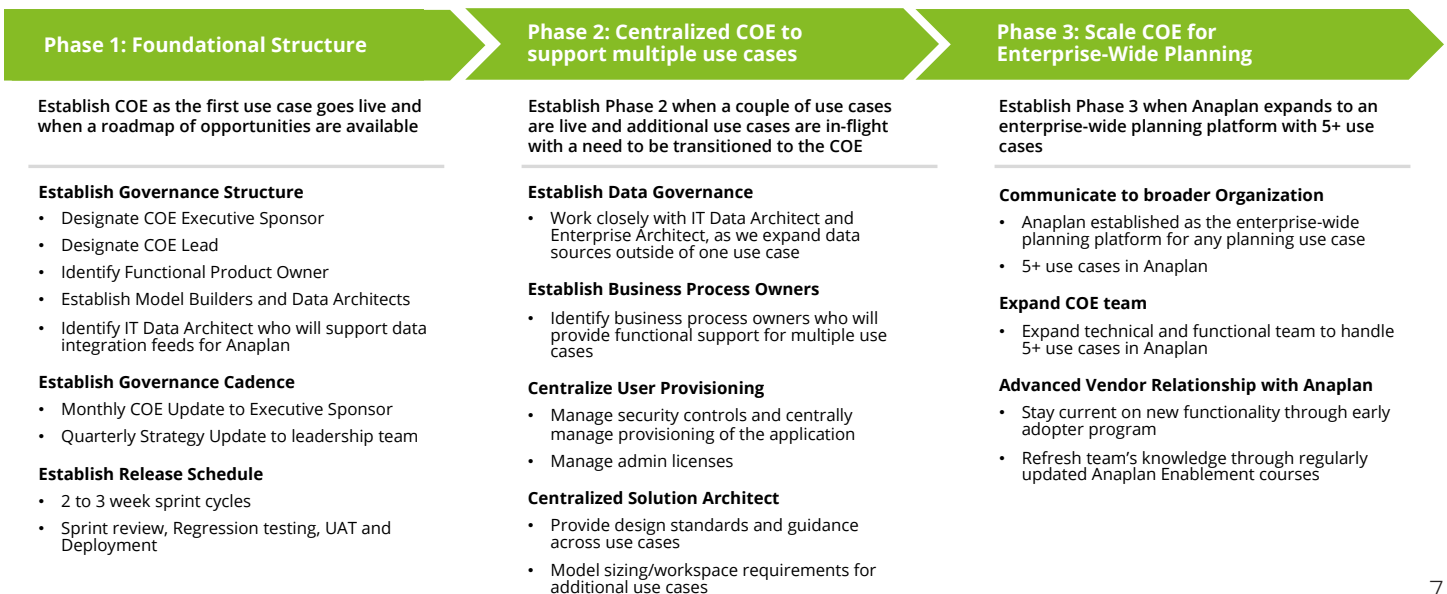 Phase 1: Foundational Structure
Establish COE as the first use case goes live and
when a roadmap of opportunities are available
Establish Governance Structure
• Designate COE Executive Sponsor
• Designate COE Lead
• Identify Functional Product Owner
• Establish Model Builders and Data Architects
• Identify IT Data Architect who will support data
integration feeds for Anaplan
Establish Governance Cadence
• Monthly COE Update to Executive Sponsor
• Quarterly Strategy Update to leadership team
Establish Release Schedule
• 2 to 3 week sprint cycles
• Sprint review, Regression testing, UAT and
Deployment
Phase 2: Centralized COE to
support multiple use cases
Establish Phase 2 when a couple of use cases
are live and additional use cases are in-flight
with a need to be transitioned to the COE
Establish Data Governance
• Work closely with IT Data Architect and
Enterprise Architect, as we expand data
sources outside of one use case
Establish Business Process Owners
• Identify business process owners who will
provide functional support for multiple use
cases
Centralize User Provisioning
• Manage security controls and centrally
manage provisioning of the application
• Manage admin licenses
Centralized Solution Architect
• Provide design standards and guidance
across use cases
• Model sizing/workspace requirements for
additional use cases
Phase 3: Scale COE for
Enterprise-Wide Planning
Establish Phase 3 when Anaplan expands to an
enterprise-wide planning platform with 5+ use
cases
Communicate to broader Organization
• Anaplan established as the enterprise-wide
planning platform for any planning use case
• 5+ use cases in Anaplan
Expand COE team
• Expand technical and functional team to handle
5+ use cases in Anaplan
Advanced Vendor Relationship with Anaplan
• Stay current on new functionality through early
adopter program
• Refresh team’s knowledge through regularly
updated Anaplan Enablement courses
7